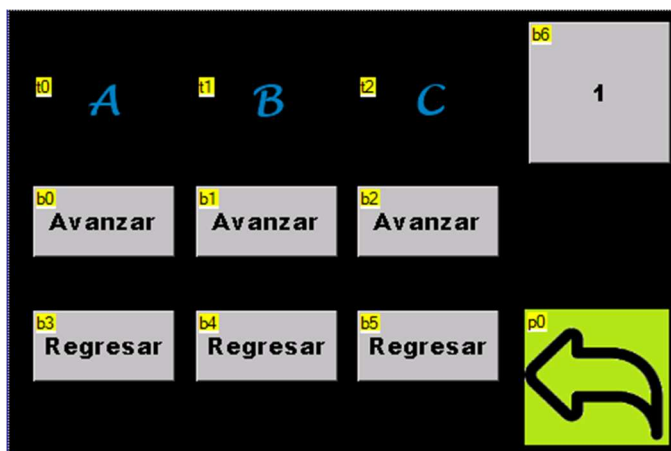 b6
1
t0 A t1 B t2 C
b0 b1 b2
Avanzar Avanzar Avanzar
b3 b4 b5 p0
Regresar Regresar Regresar